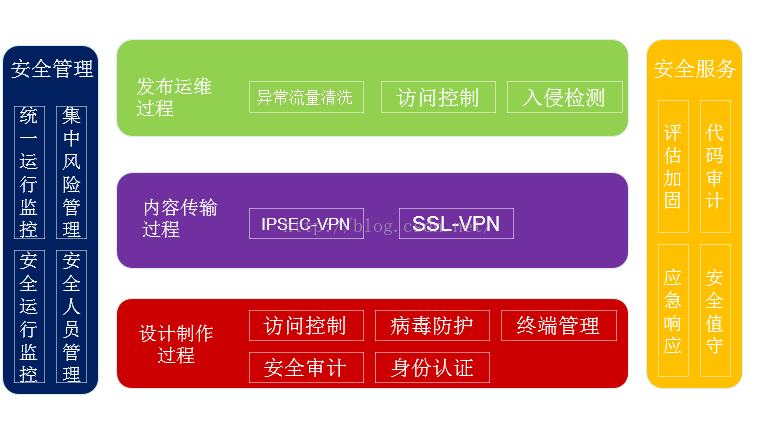 安全管理
统一运行监控
集中风险管理
安全运行监控
安全人员管理
发布运维
过程
异常流量清洗
访问控制
入侵检测
内容传输
过程
IPSEC-VPN
SSL-VPN
http://blog.csdn.net/
设计制作
过程
访问控制
病毒防护
终端管理
安全审计
身份认证
安全服务
评估加固
代码审计
应急响应
安全值守